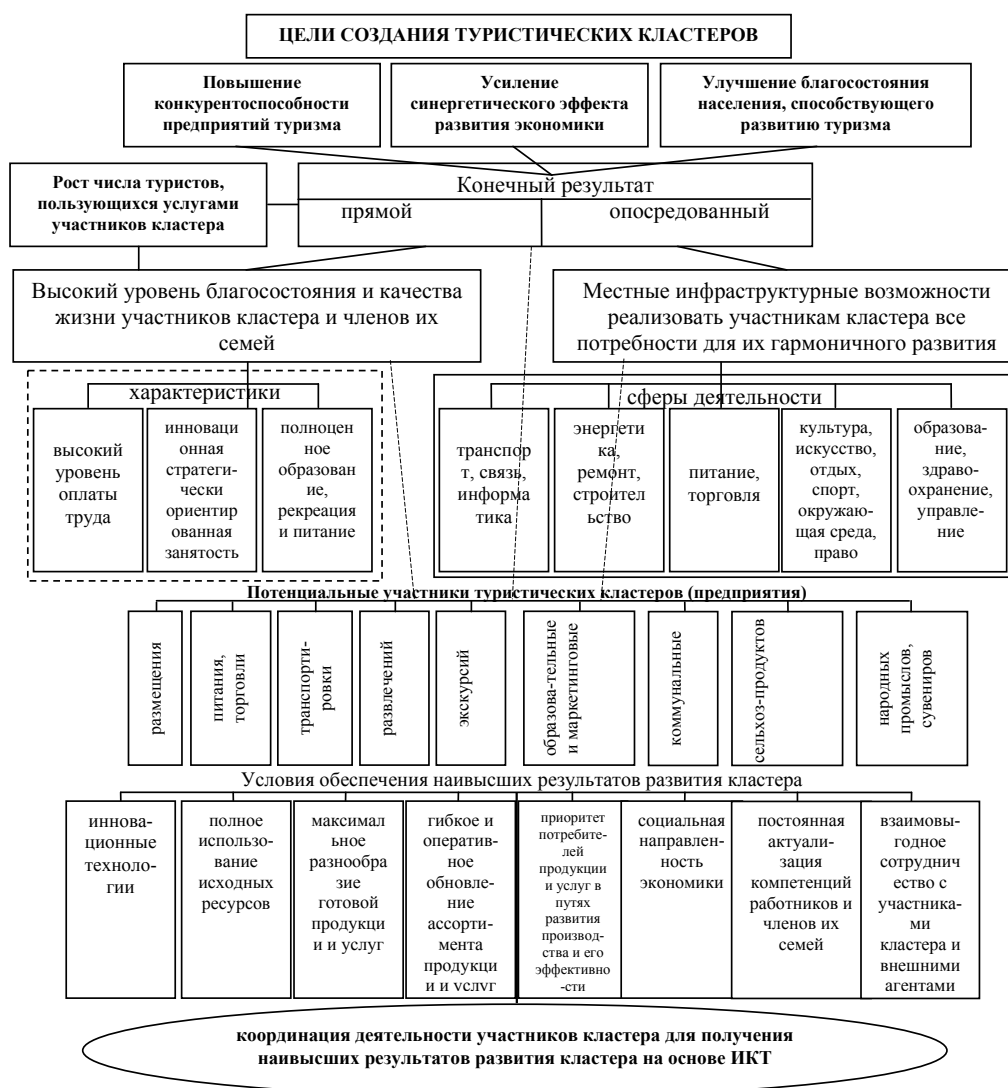 ЦЕЛИ СОЗДАНИЯ ТУРИСТИЧЕСКИХ КЛАСТЕРОВ
Повышение
конкурентоспособности
предприятий туризма
Усиление
синергетического эффекта
развития экономики
Улучшение благосостояния
населения, способствующего
развитию туризма
Рост числа туристов,
пользующихся услугами
участников кластера
Конечный результат
прямой
опосредованный
Высокий уровень благосостояния и качества
жизни участников кластера и членов их
семей
Местные инфраструктурные возможности
реализовать участникам кластера все
потребности для их гармоничного развития
характеристики
высокий
уровень
оплаты
труда
инноваци
онная
стратеги-
чески
ориентир
ованная
занятость
полноцен
ное
образован
ие,
рекреация
и питание
сферы деятельности
транспор
т, связь,
информа
тика
энергети
ка,
ремонт,
строител
ьство
питание,
торговля
культура,
искусство,
отдых,
спорт,
окружаю-
щая среда,
право
образова-
ние,
здраво-
охранение,
управле-
ние
Потенциальные участники туристических кластеров (предприятия)
размещения
питания,
торговли
транспорти-
ровки
развлечений
экскурсий
образова-тельные
и маркетинговые
коммунальные
сельхоз-продуктов
народных
промыслов,
сувениров
Условия обеспечения наивысших результатов развития кластера
иннова-
ционные
техноло-
гии
полное
использо-
вание
исходных
ресурсов
максимал
ьное
разнообра
зие
готовой
продукци
и и услуг
гибкое и
оператив-
ное
обновле-
ние
ассорти-
мента
продукци
и и услуг
приоритет
потребите-
лей
продукции
и услуг в
путях
развития
производ-
ства и его
эффективно
-сти
социальная
направлен-
ность
экономики
постоянная
актуали-
зация
компетенций
работников и
членов их
семей
взаимовы-
годное
сотруднич
ество с
участника
ми
кластера и
внешними
агентами
координация деятельности участников кластера для получения
наивысших результатов развития кластера на основе ИКТ